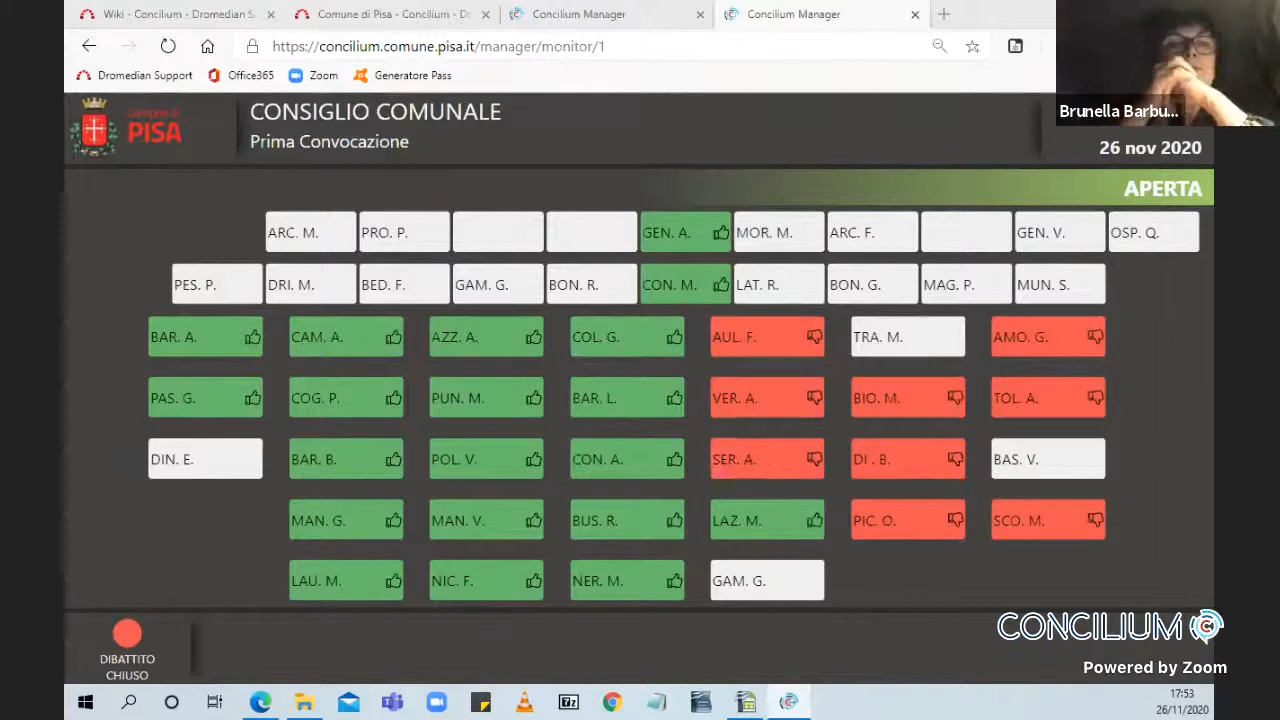 Wiki - Concilium - Dromedian S
Comune di Pisa - Concilium - Dr
Concilium Manager
Concilium Manager
https://concilium.comune.pisa.it/manager/monitor/1
Dromedian Support
Office365
Zoom
Generatore Pass
Brunella Barbu...
Comune di
PISA
CONSIGLIO COMUNALE
Prima Convocazione
26 nov 2020
APERTA
ARC. M. PRO. P. GEN. A. MOR. M. ARC. F. GEN. V. OSP. Q.
PES. P. DRI. M. BED. F. GAM. G. BON. R. CON. M. LAT. R. BON. G. MAG. P. MUN. S.
BAR. A. CAM. A. AZZ. A. COL. G. AUL. F. TRA. M. AMO. G.
PAS. G. COG. P. PUN. M. BAR. L. VER. A. BIO. M. TOL. A.
DIN. E. BAR. B. POL. V. CON. A. SER. A. DI . B. BAS. V.
MAN. G. MAN. V. BUS. R. LAZ. M. PIC. O. SCO. M.
LAU. M. NIC. F. NER. M. GAM. G.
DIBATTITO
CHIUSO
CONCILIUM
Powered by Zoom
7z
17:53
26/11/2020